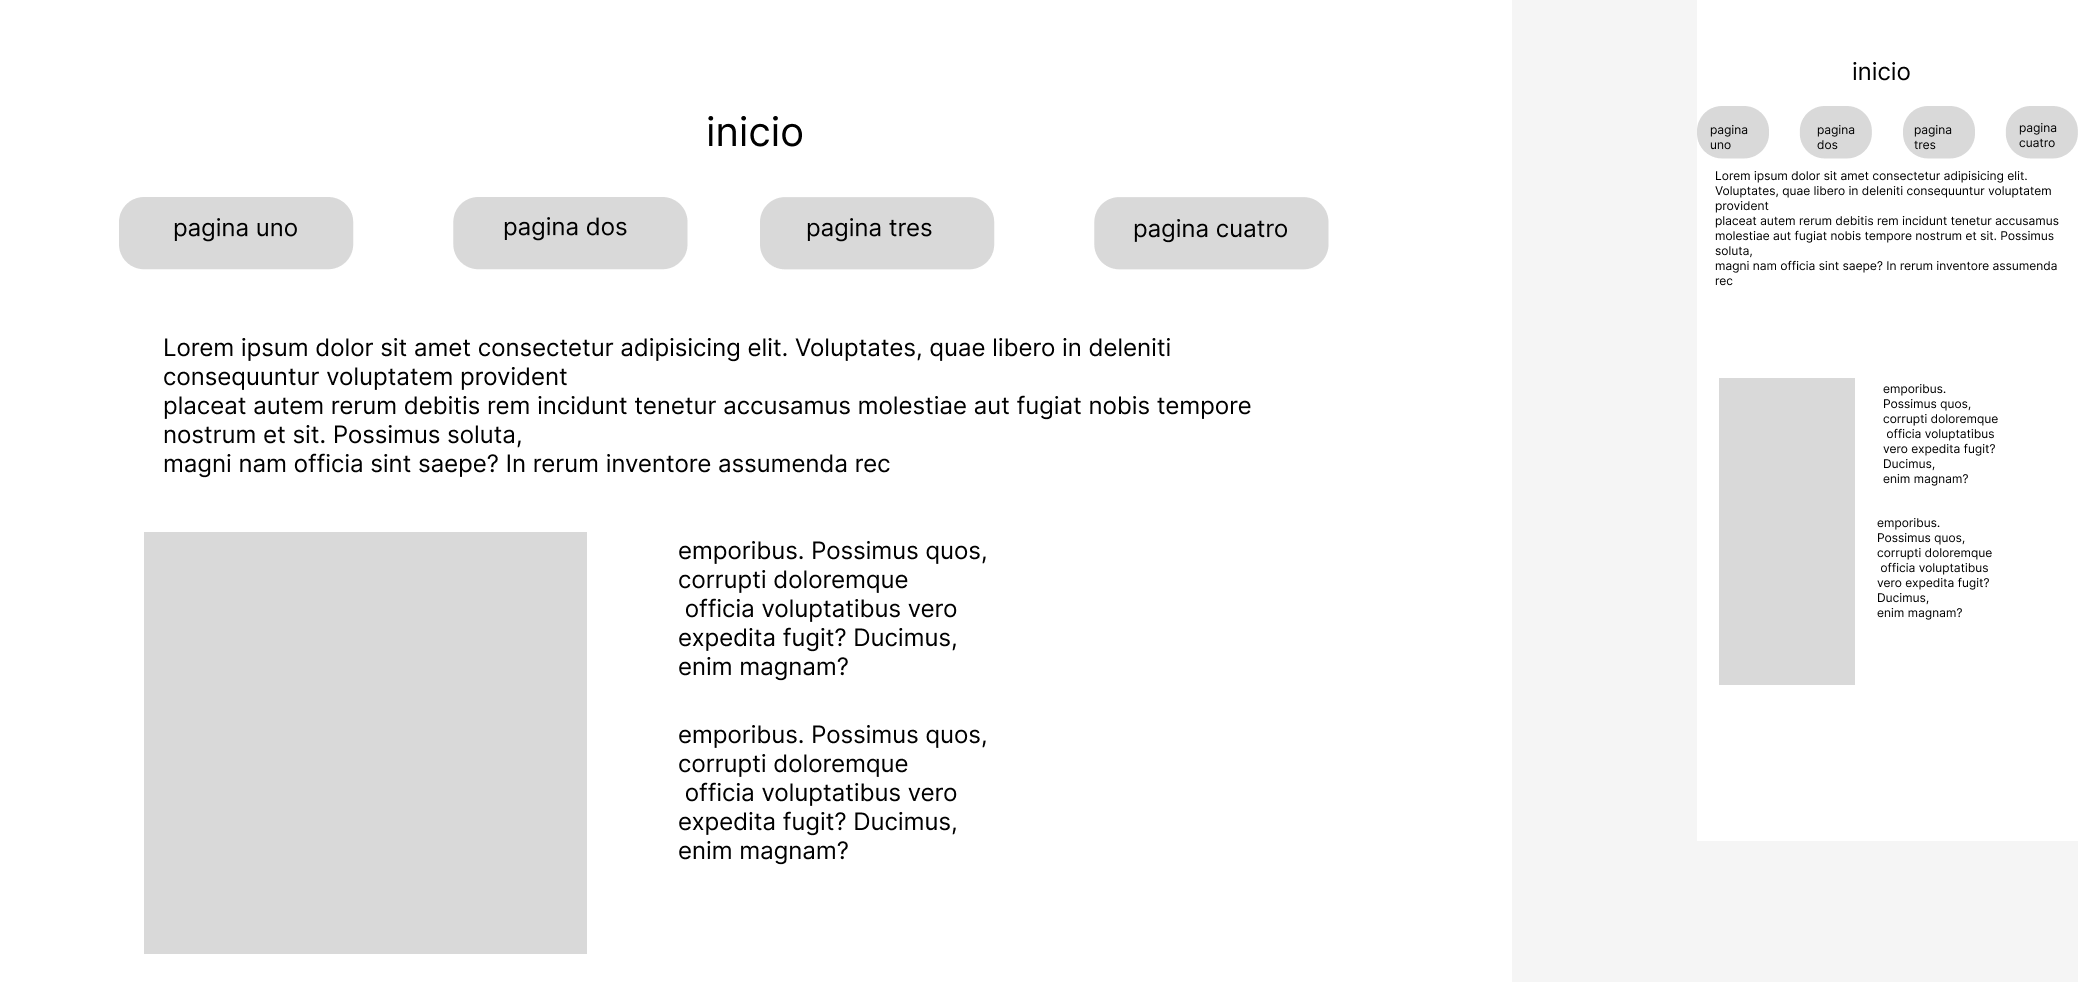 inicio
pagina uno
pagina dos
pagina tres
pagina cuatro
Lorem ipsum dolor sit amet consectetur adipisicing elit. Voluptates, quae libero in deleniti
consequuntur voluptatem provident
placeat autem rerum debitis rem incidunt tenetur accusamus molestiae aut fugiat nobis tempore
nostrum et sit. Possimus soluta,
magni nam officia sint saepe? In rerum inventore assumenda rec
emporibus. Possimus quos,
corrupti doloremque
officia voluptatibus vero
expedita fugit? Ducimus,
enim magnam?
emporibus. Possimus quos,
corrupti doloremque
officia voluptatibus vero
expedita fugit? Ducimus,
enim magnam?
inicio
pagina
uno
pagina
dos
pagina
tres
pagina
cuatro
Lorem ipsum dolor sit amet consectetur adipisicing elit.
Voluptates, quae libero in deleniti consequuntur voluptatem
provident
placeat autem rerum debitis rem incidunt tenetur accusamus
molestiae aut fugiat nobis tempore nostrum et sit. Possimus
soluta,
magni nam officia sint saepe? In rerum inventore assumenda
rec
emporibus.
Possimus quos,
corrupti doloremque
officia voluptatibus
vero expedita fugit?
Ducimus,
enim magnam?
emporibus.
Possimus quos,
corrupti doloremque
officia voluptatibus
vero expedita fugit?
Ducimus,
enim magnam?